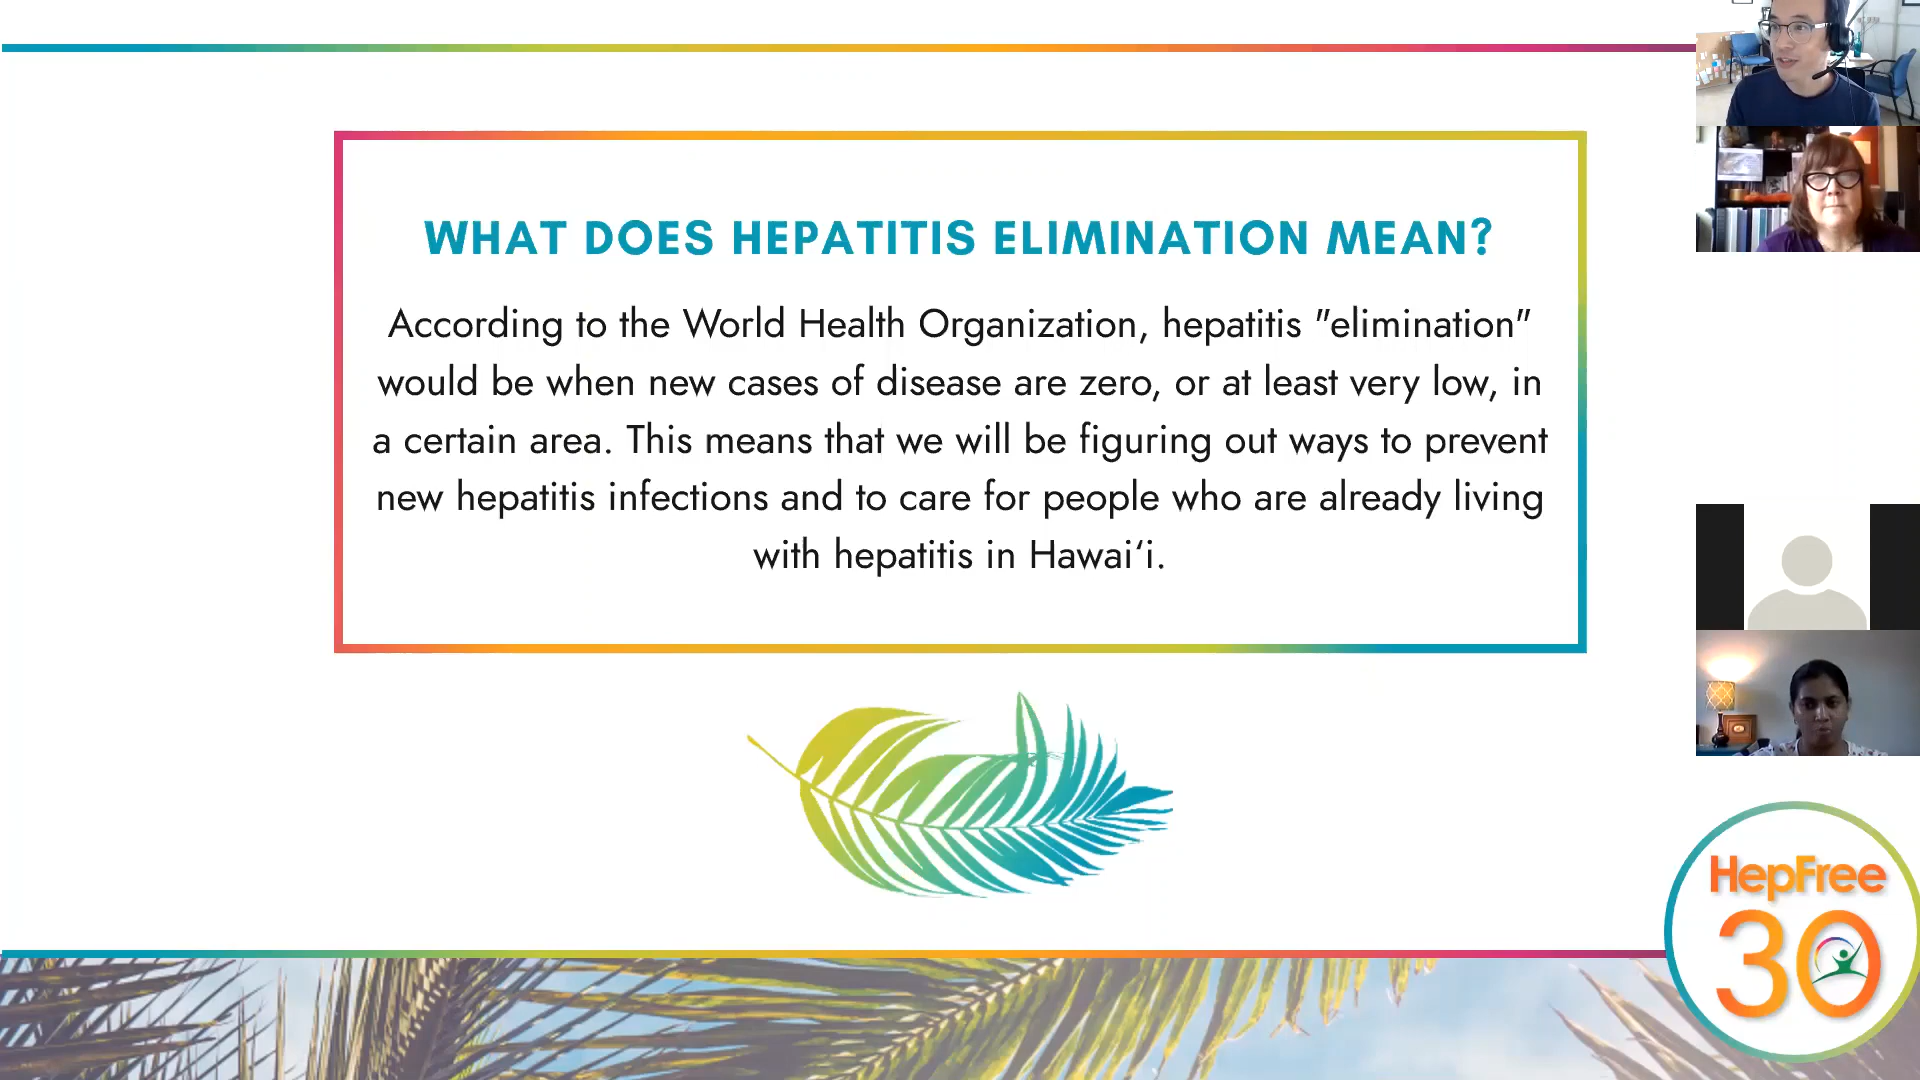 WHAT DOES HEPATITIS ELIMINATION MEAN?
According to the World Health Organization, hepatitis "elimination"
would be when new cases of disease are zero, or at least very low, in
a certain area. This means that we will be figuring out ways to prevent
new hepatitis infections and to care for people who are already living
with hepatitis in Hawaiʻi.
HepFree
30